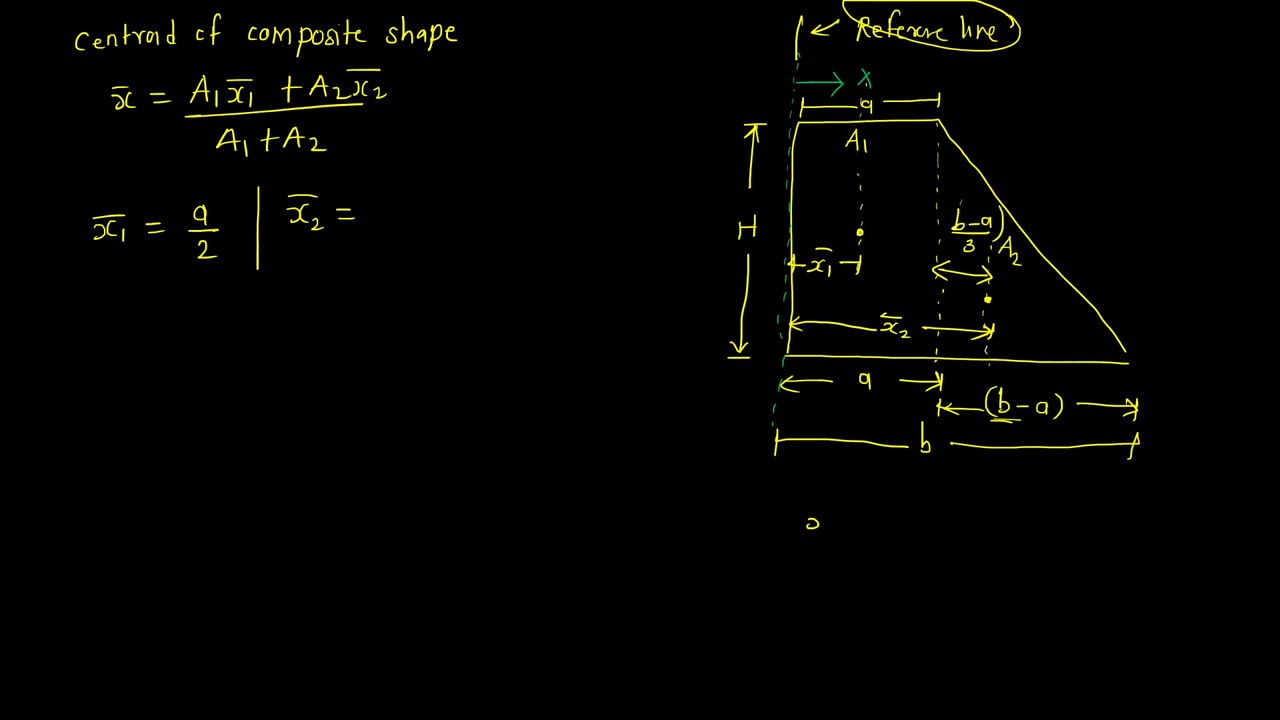 centroid of composite shape
x̄ = (A₁x̄₁ + A₂x̄₂) / (A₁ + A₂)
x̄₁ = a/2 | x̄₂ =
Reference line
x
a
A₁
H
(b-a)/3
A₂
x̄₁
x̄₂
a
(b-a)
b